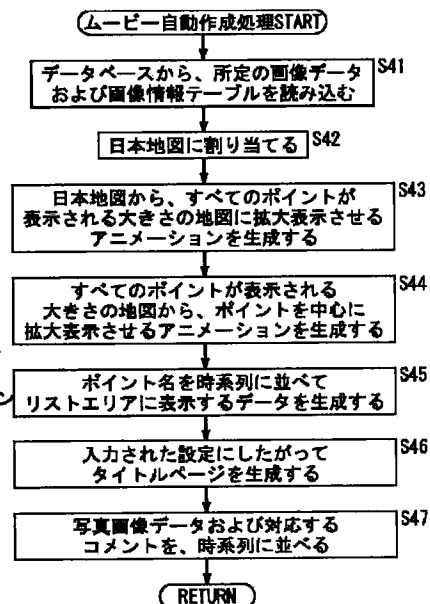 ムービー自動作成処理START
データベースから、所定の画像データ
および画像情報テーブルを読み込む
S41
日本地図に割り当てる
S42
日本地図から、すべてのポイントが
表示される大きさの地図に拡大表示させる
アニメーションを生成する
S43
すべてのポイントが表示される
大きさの地図から、ポイントを中心に
拡大表示させるアニメーションを生成する
S44
ン
ポイント名を時系列に並べて
リストエリアに表示するデータを生成する
S45
入力された設定にしたがって
タイトルページを生成する
S46
写真画像データおよび対応する
コメントを、時系列に並べる
S47
RETURN